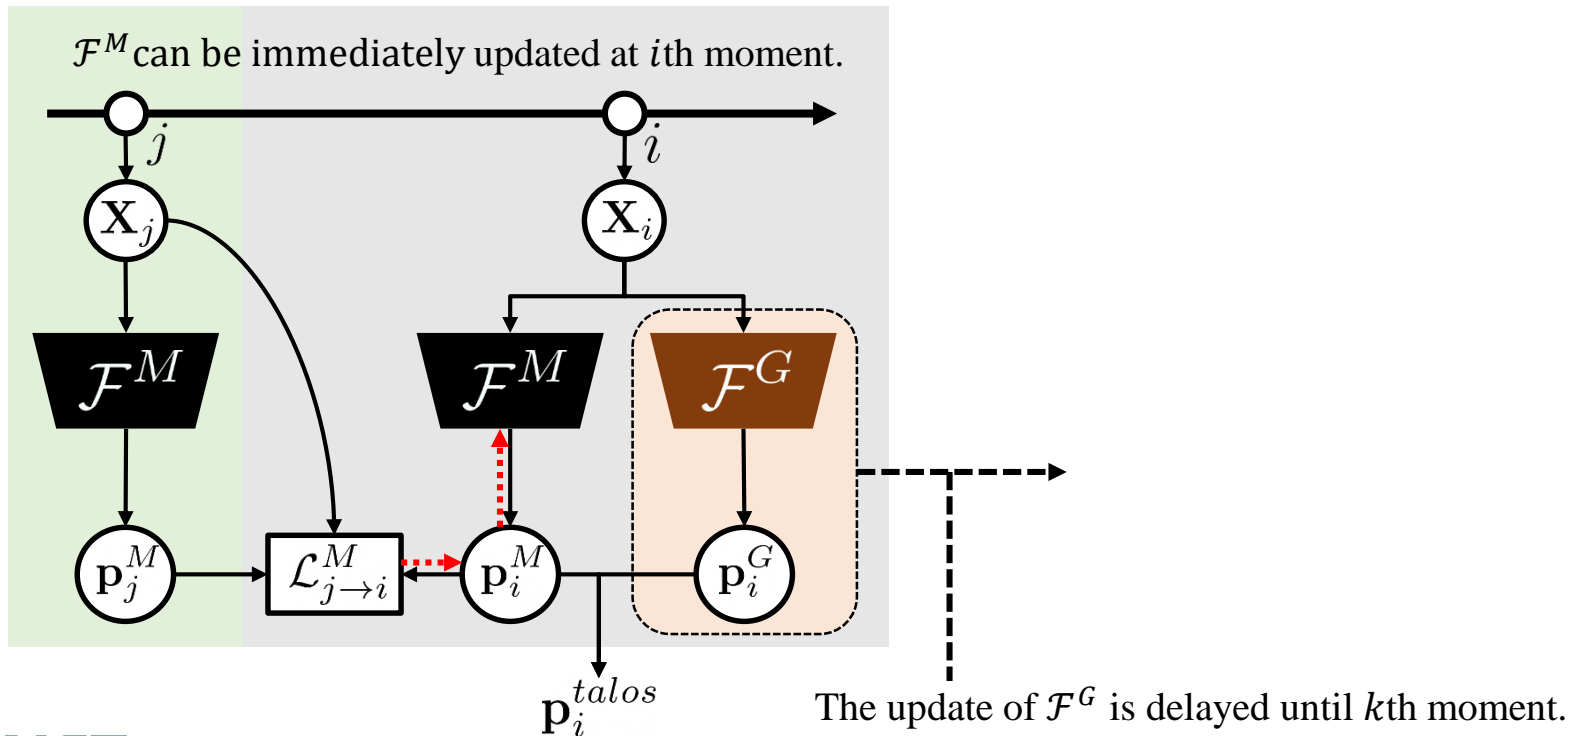 ℱ^M can be immediately updated at ith moment.
j
i
X_j
X_i
ℱ^M
ℱ^M
ℱ^G
p_j^M
ℒ_{j→i}^M
p_i^M
p_i^G
p_i^{talos}
The update of ℱ^G is delayed until kth moment.